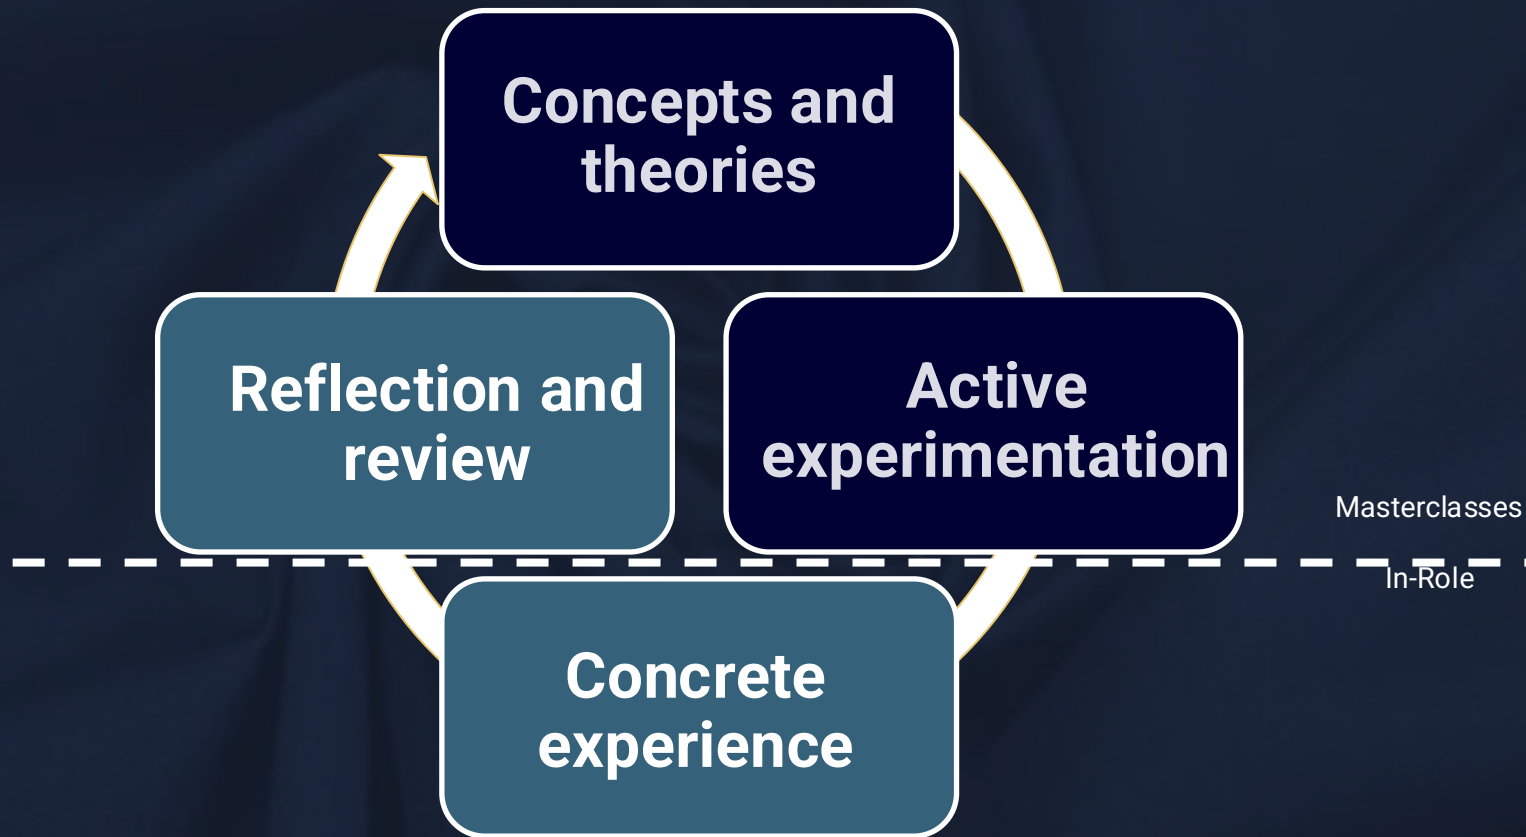 Concepts and
theories
Reflection and
review
Active
experimentation
Masterclasses
In-Role
Concrete
experience